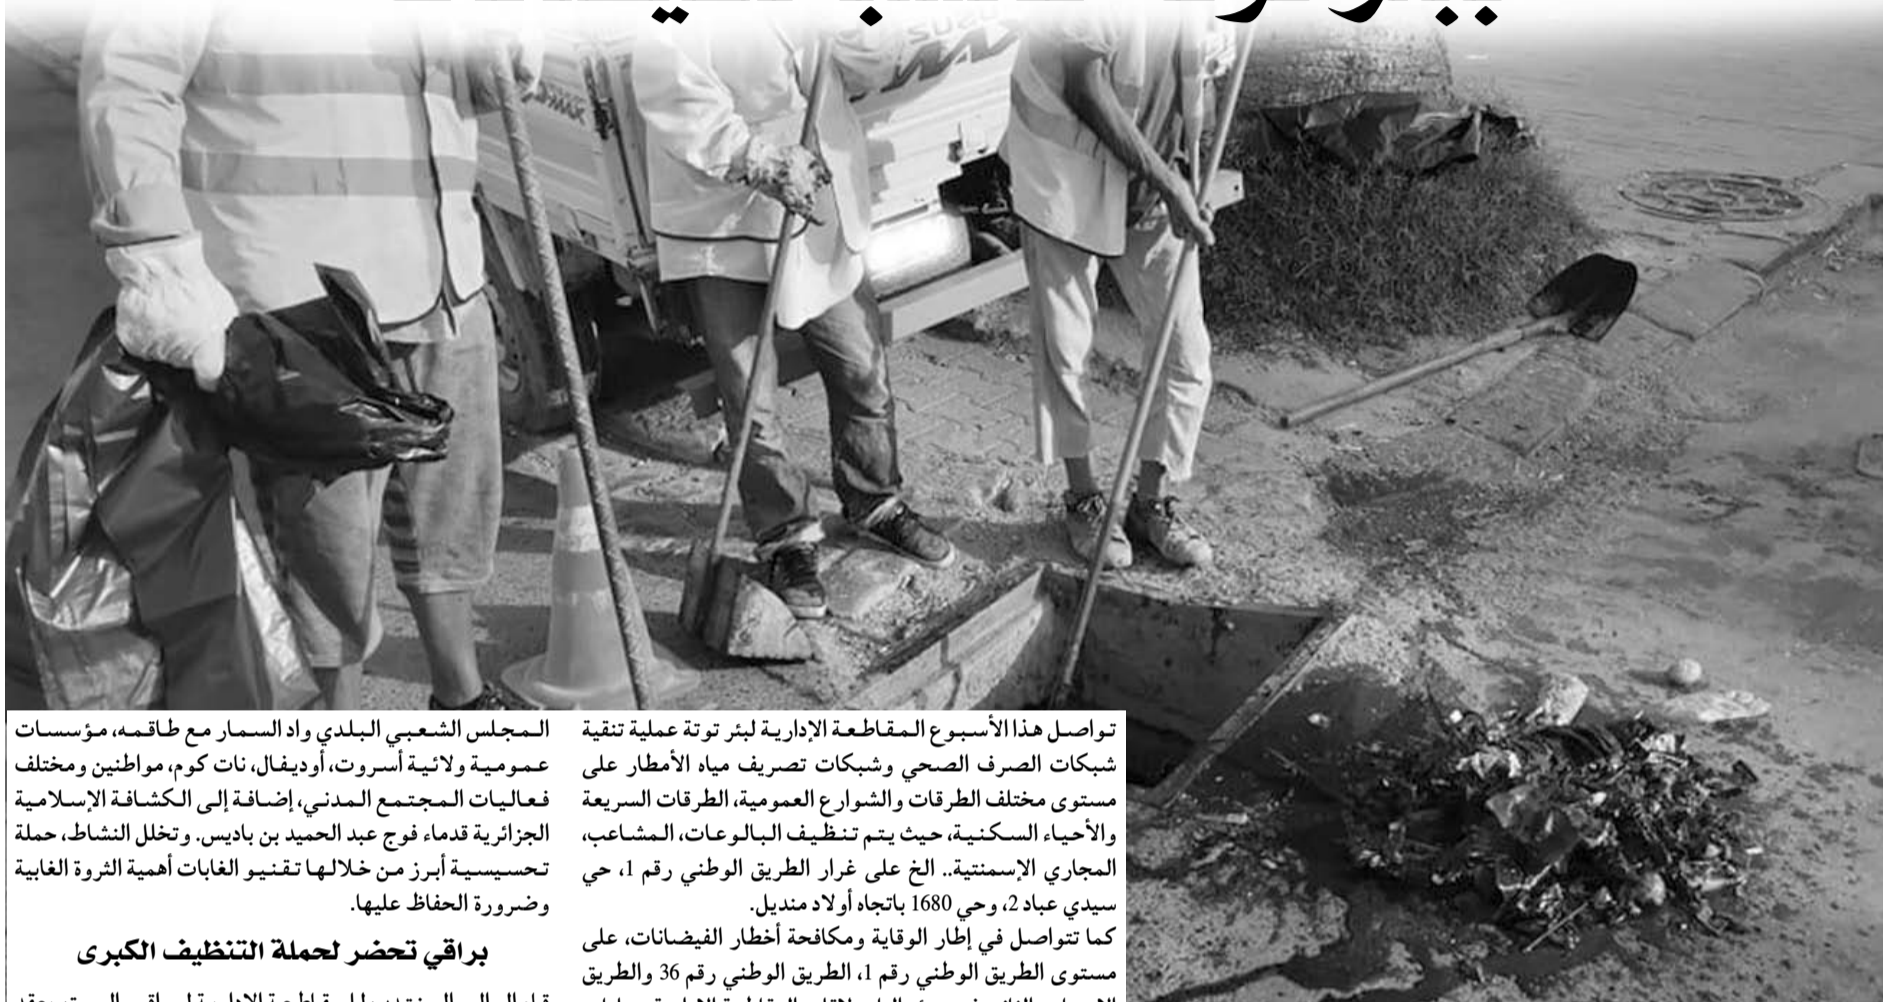 تواصل هذا الأسبوع المقاطعة الإدارية لبئر توتة عملية تنقية
شبكات الصرف الصحي وشبكات تصريف مياه الأمطار على
مستوى مختلف الطرقات والشوارع العمومية، الطرقات السريعة
والأحياء السكنية، حيث يتم تنظيف البالوعات، المشاعب،
المجاري الإسمنتية.. الخ على غرار الطريق الوطني رقم 1، حي
سيدي عباد 2، وحي 1680 باتجاه أولاد منديل.
كما تتواصل في إطار الوقاية ومكافحة أخطار الفيضانات، على
مستوى الطريق الوطني رقم 1، الطريق الوطني رقم 36 والطريق
المجلس الشعبي البلدي واد السمار مع طاقمه، مؤسسات
عمومية ولائية أسروت، أوديفال، نات كوم، مواطنين ومختلف
فعاليات المجتمع المدني، إضافة إلى الكشافة الإسلامية
الجزائرية قدماء فوج عبد الحميد بن باديس. وتخلل النشاط، حملة
تحسيسية أبرز من خلالها تقنيو الغابات أهمية الثروة الغابية
وضرورة الحفاظ عليها.
براقي تحضر لحملة التنظيف الكبرى